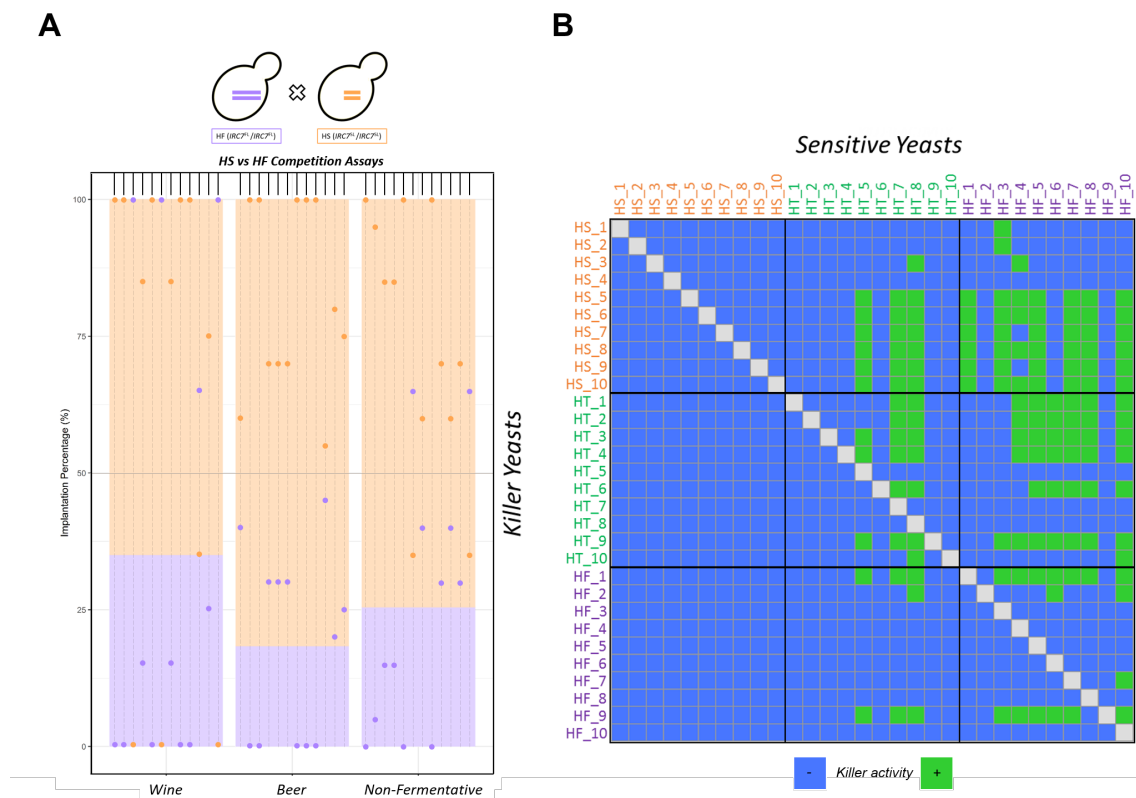 A
B
HF (IRC7FL/IRC7FL)
HS (IRC7SL/IRC7SL)
HS vs HF Competition Assays
Implantation Percentage (%)
100
75
50
25
0
Wine
Beer
Non-Fermentative
Sensitive Yeasts
HS_1
HS_2
HS_3
HS_4
HS_5
HS_6
HS_7
HS_8
HS_9
HS_10
HT_1
HT_2
HT_3
HT_4
HT_5
HT_6
HT_7
HT_8
HT_9
HT_10
HF_1
HF_2
HF_3
HF_4
HF_5
HF_6
HF_7
HF_8
HF_9
HF_10
Killer Yeasts
HS_1
HS_2
HS_3
HS_4
HS_5
HS_6
HS_7
HS_8
HS_9
HS_10
HT_1
HT_2
HT_3
HT_4
HT_5
HT_6
HT_7
HT_8
HT_9
HT_10
HF_1
HF_2
HF_3
HF_4
HF_5
HF_6
HF_7
HF_8
HF_9
HF_10
- Killer activity +